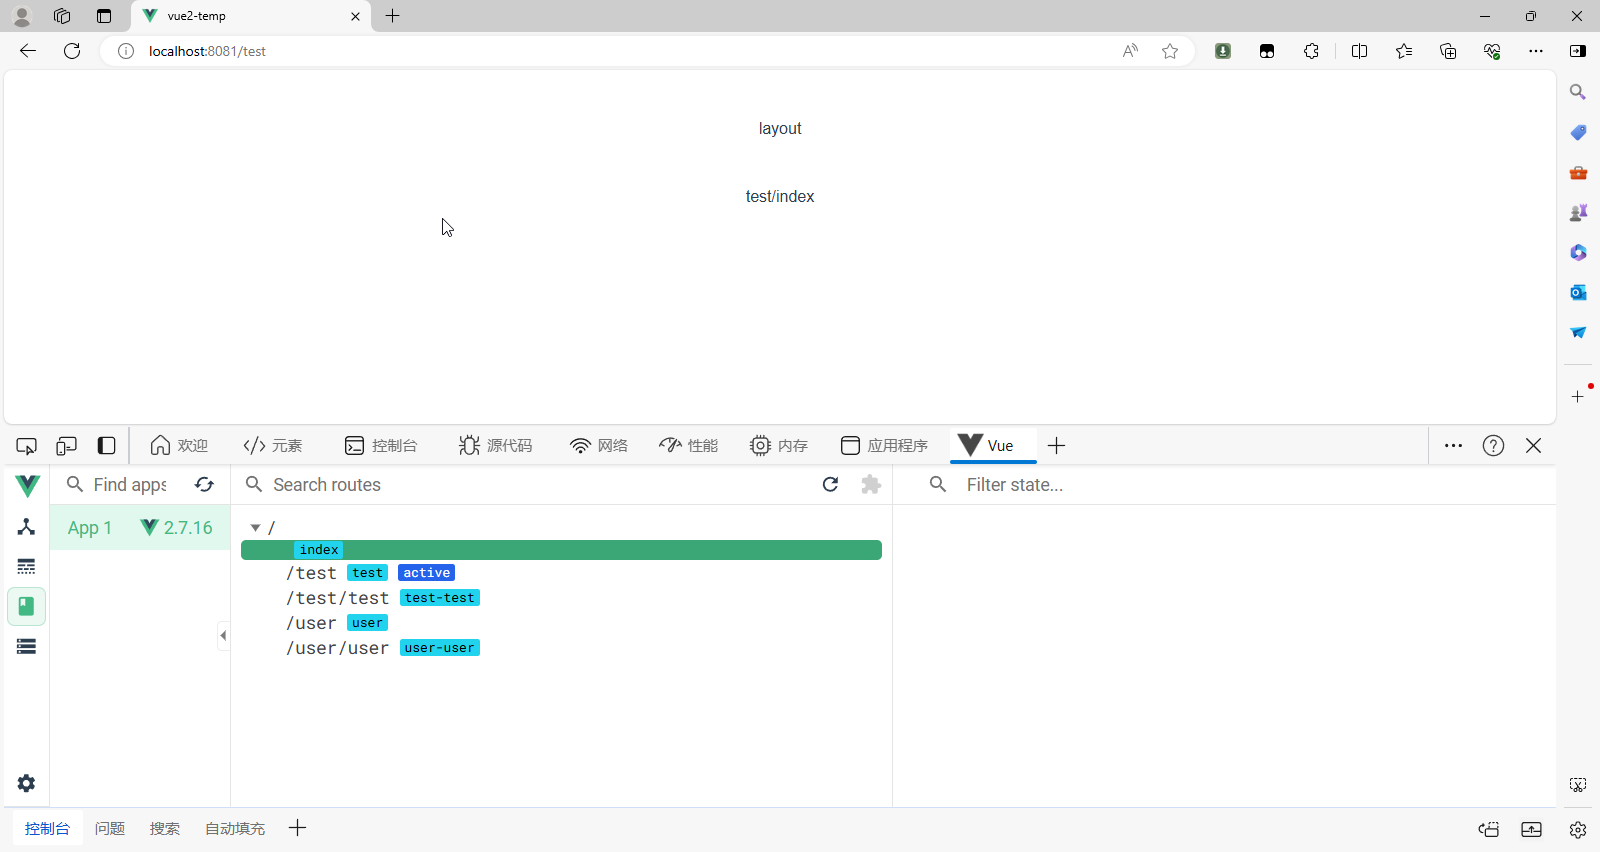 vue2-temp
localhost:8081/test
layout
test/index
欢迎 元素 控制台 源代码 网络 性能 内存 应用程序 Vue
Find apps Search routes Filter state...
App 1 2.7.16
/
index
/test test active
/test/test test-test
/user user
/user/user user-user
控制台 问题 搜索 自动填充